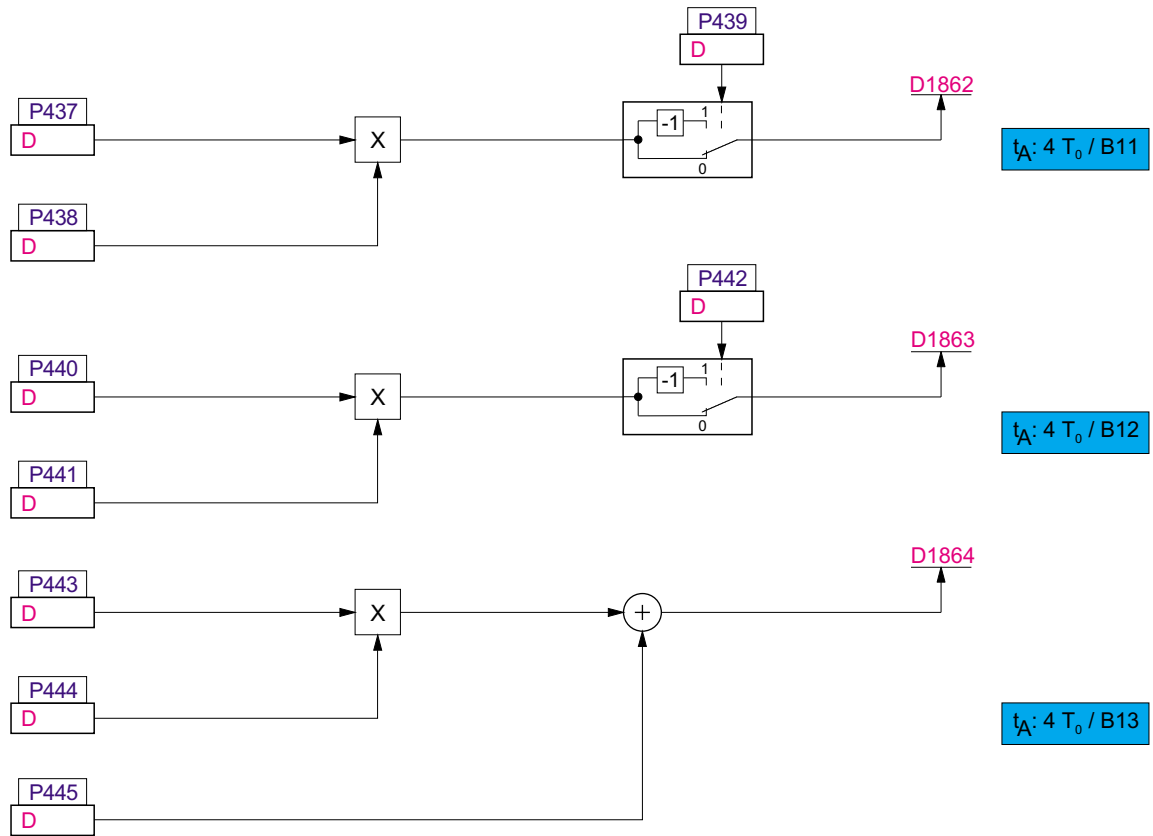 P439
D
D1862
P437
D
X
-1
1
0
tA: 4 T0 / B11
P438
D
P442
D
D1863
P440
D
X
-1
1
0
tA: 4 T0 / B12
P441
D
D1864
P443
D
X
+
P444
D
tA: 4 T0 / B13
P445
D